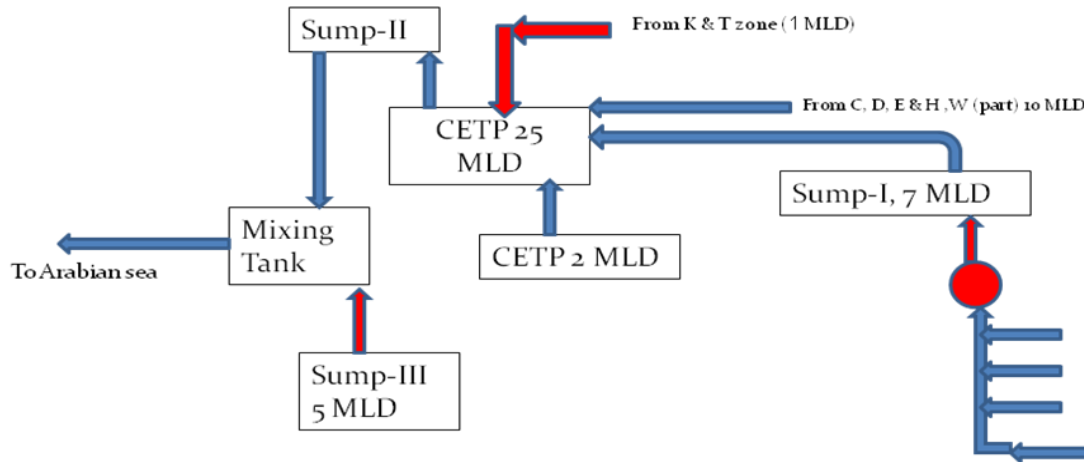 Sump-II
From K & T zone (1 MLD)
From C, D, E & H ,W (part) 10 MLD
CETP 25
MLD
Sump-I, 7 MLD
Mixing
Tank
CETP 2 MLD
To Arabian sea
Sump-III
5 MLD